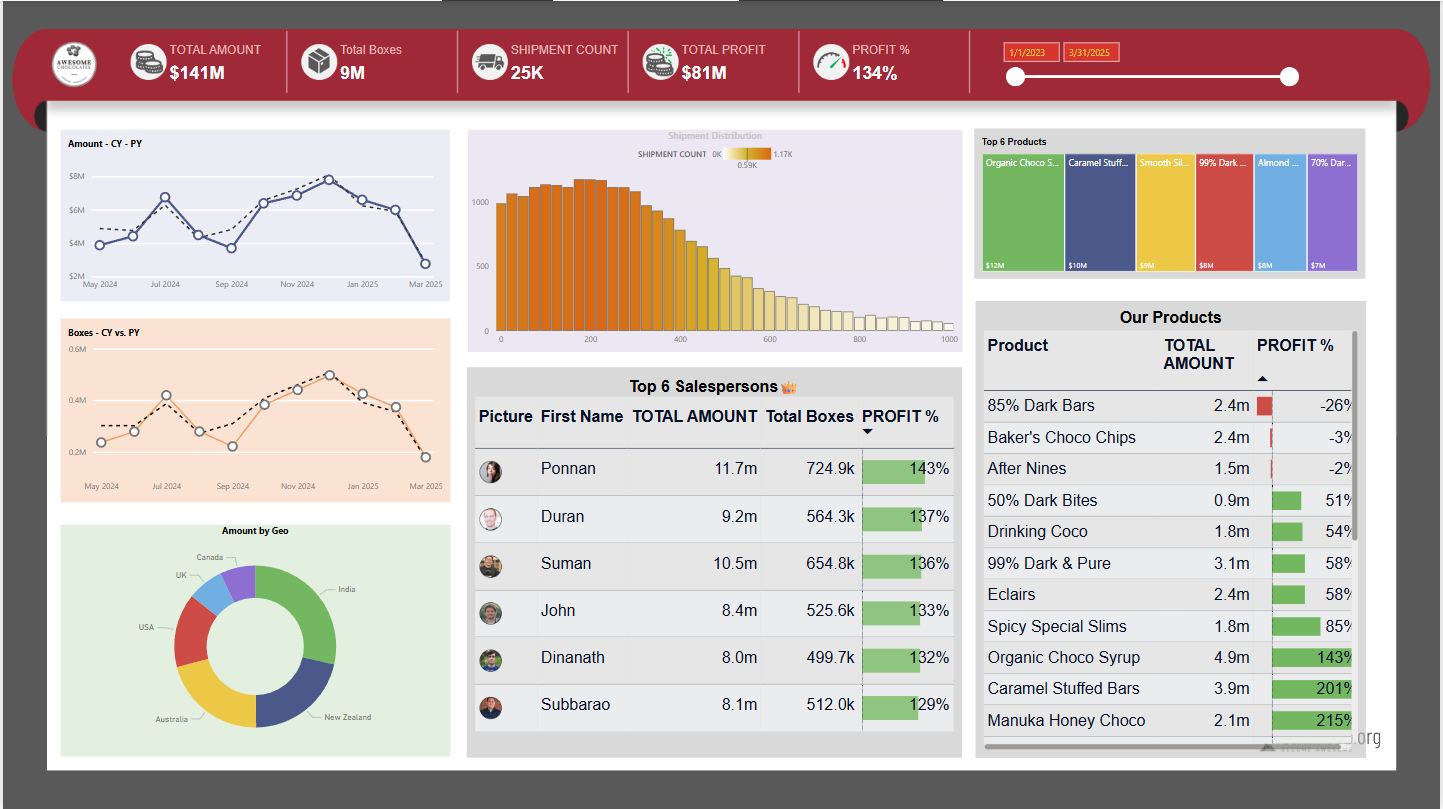 AWESOME
CHOCOLATES
TOTAL AMOUNT
$141M
Total Boxes
9M
SHIPMENT COUNT
25K
TOTAL PROFIT
$81M
PROFIT %
134%
1/1/2023
3/31/2025
Amount - CY - PY
$8M
$6M
$4M
$2M
May 2024
Jul 2024
Sep 2024
Nov 2024
Jan 2025
Mar 2025
Boxes - CY vs. PY
0.6M
0.4M
0.2M
May 2024
Jul 2024
Sep 2024
Nov 2024
Jan 2025
Mar 2025
Amount by Geo
Canada
UK
USA
India
Australia
New Zealand
Shipment Distribution
SHIPMENT COUNT 0K 1.17K
0.59K
1000
500
0
0 200 400 600 800 1000
Top 6 Salespersons
Picture First Name TOTAL AMOUNT Total Boxes PROFIT %
Ponnan 11.7m 724.9k 143%
Duran 9.2m 564.3k 137%
Suman 10.5m 654.8k 136%
John 8.4m 525.6k 133%
Dinanath 8.0m 499.7k 132%
Subbarao 8.1m 512.0k 129%
Top 6 Products
Organic Choco S... Caramel Stuff... Smooth Sil... 99% Dark ... Almond ... 70% Dar...
$12M $10M $9M $8M $8M $7M
Our Products
Product TOTAL AMOUNT PROFIT %
85% Dark Bars 2.4m -26%
Baker's Choco Chips 2.4m -3%
After Nines 1.5m -2%
50% Dark Bites 0.9m 51%
Drinking Coco 1.8m 54%
99% Dark & Pure 3.1m 58%
Eclairs 2.4m 58%
Spicy Special Slims 1.8m 85%
Organic Choco Syrup 4.9m 143%
Caramel Stuffed Bars 3.9m 201%
Manuka Honey Choco 2.1m 215%
.org